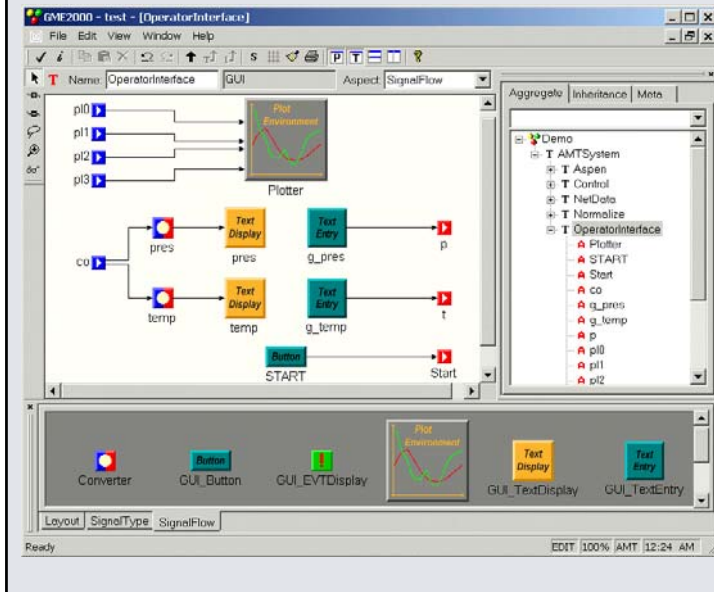 GME2000 - test - [OperatorInterface]
File Edit View Window Help
P T
T Name: OperatorInterface GUI Aspect: SignalFlow
pl0
pl1
pl2
pl3
Plot
Environment
Plotter
co
pres
Text
Display
pres
Text
Entry
g_pres
p
temp
Text
Display
temp
Text
Entry
g_temp
t
Button
START
Start
Aggregate Inheritance Meta
Demo
T AMTSystem
T Aspen
T Control
T NetData
T Normalize
T OperatorInterface
A Plotter
A START
A Start
A co
A g_pres
A g_temp
A p
A pl0
A pl1
A pl2
Converter
Button
GUI_Button
!
GUI_EVTDisplay
Plot
Environment
Text
Display
GUI_TextDisplay
Text
Entry
GUI_TextEntry
Layout SignalType SignalFlow
Ready EDIT 100% AMT 12:24 AM